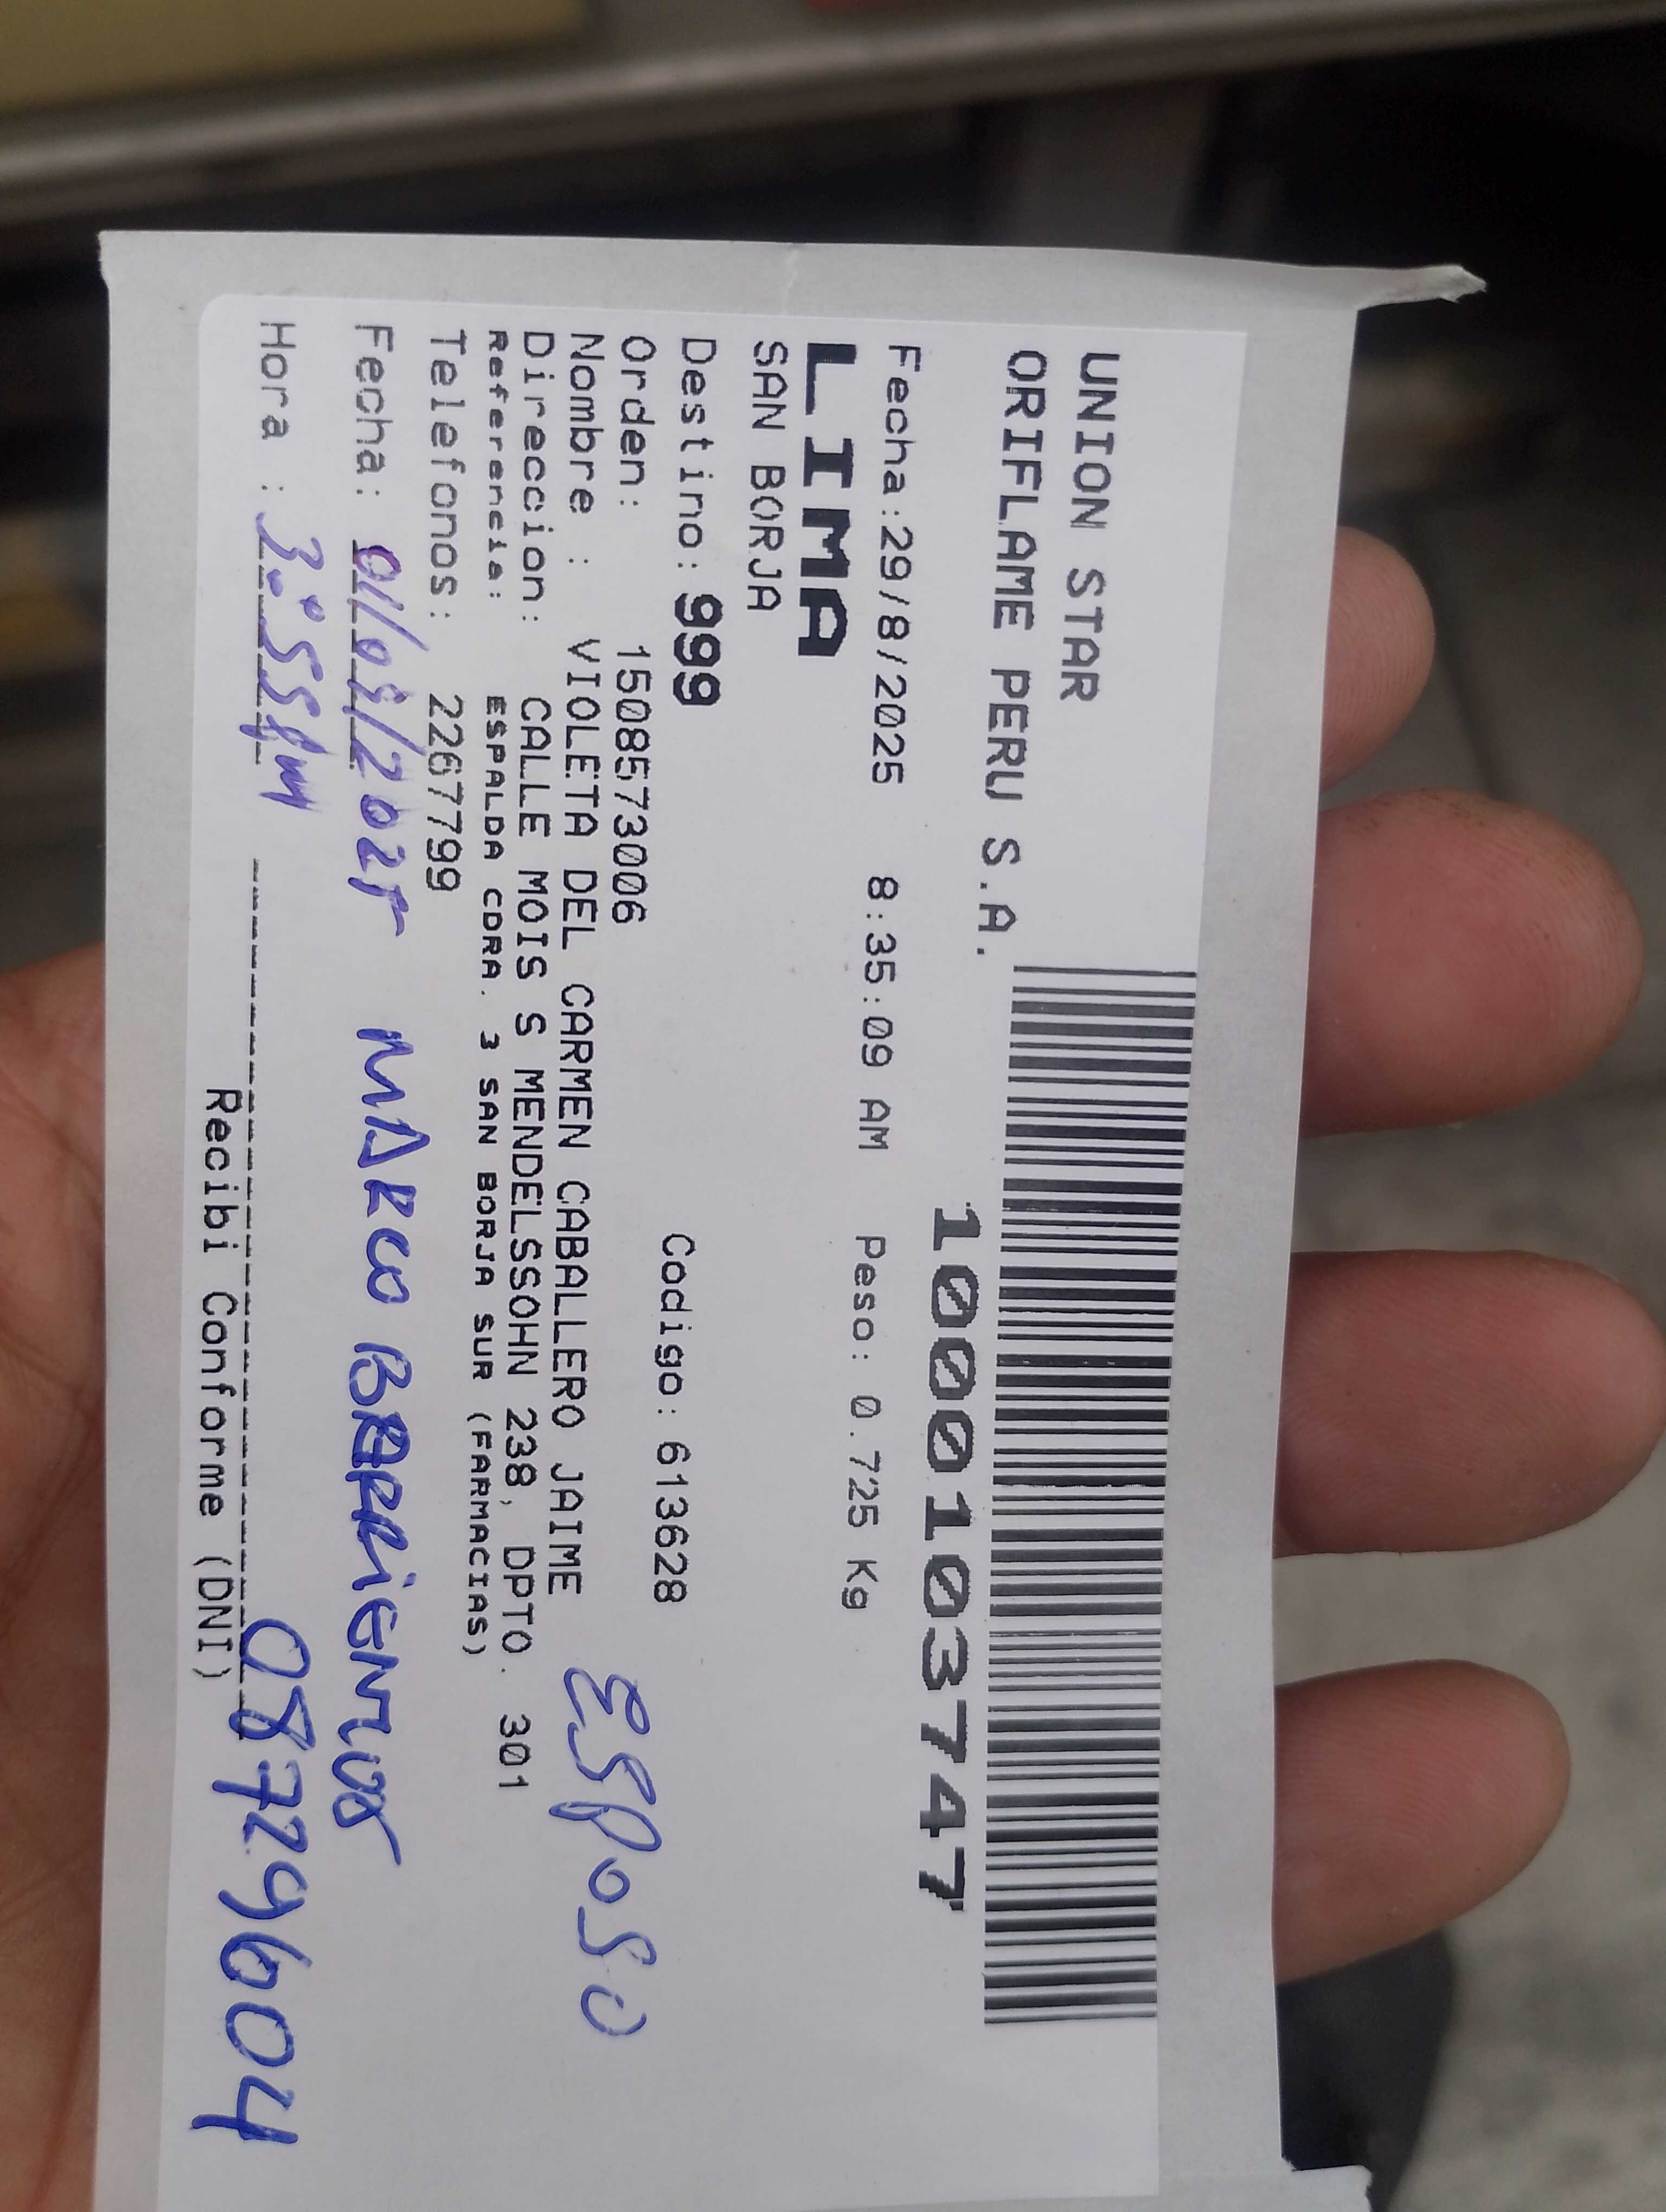 UNION STAR
ORIFLAME PERU S.A.
1000103747
Fecha:29/8/2025 8:35:09 AM Peso: 0.725 Kg
LIMA
SAN BORJA
Destino: 999 Codigo: 613628
Orden: 1508573006
Nombre : VIOLETA DEL CARMEN CABALLERO JAIME
ESPOSO
Direccion: CALLE MOIS S MENDELSSOHN 238, DPTO. 301
Referencia: ESPALDA CDRA. 3 SAN BORJA SUR (FARMACIAS)
Telefonos: 2267799
Fecha: 01/09/2025 MARCO BARRIENTOS
Hora : 3:55PM 08729604
Recibi Conforme (DNI)